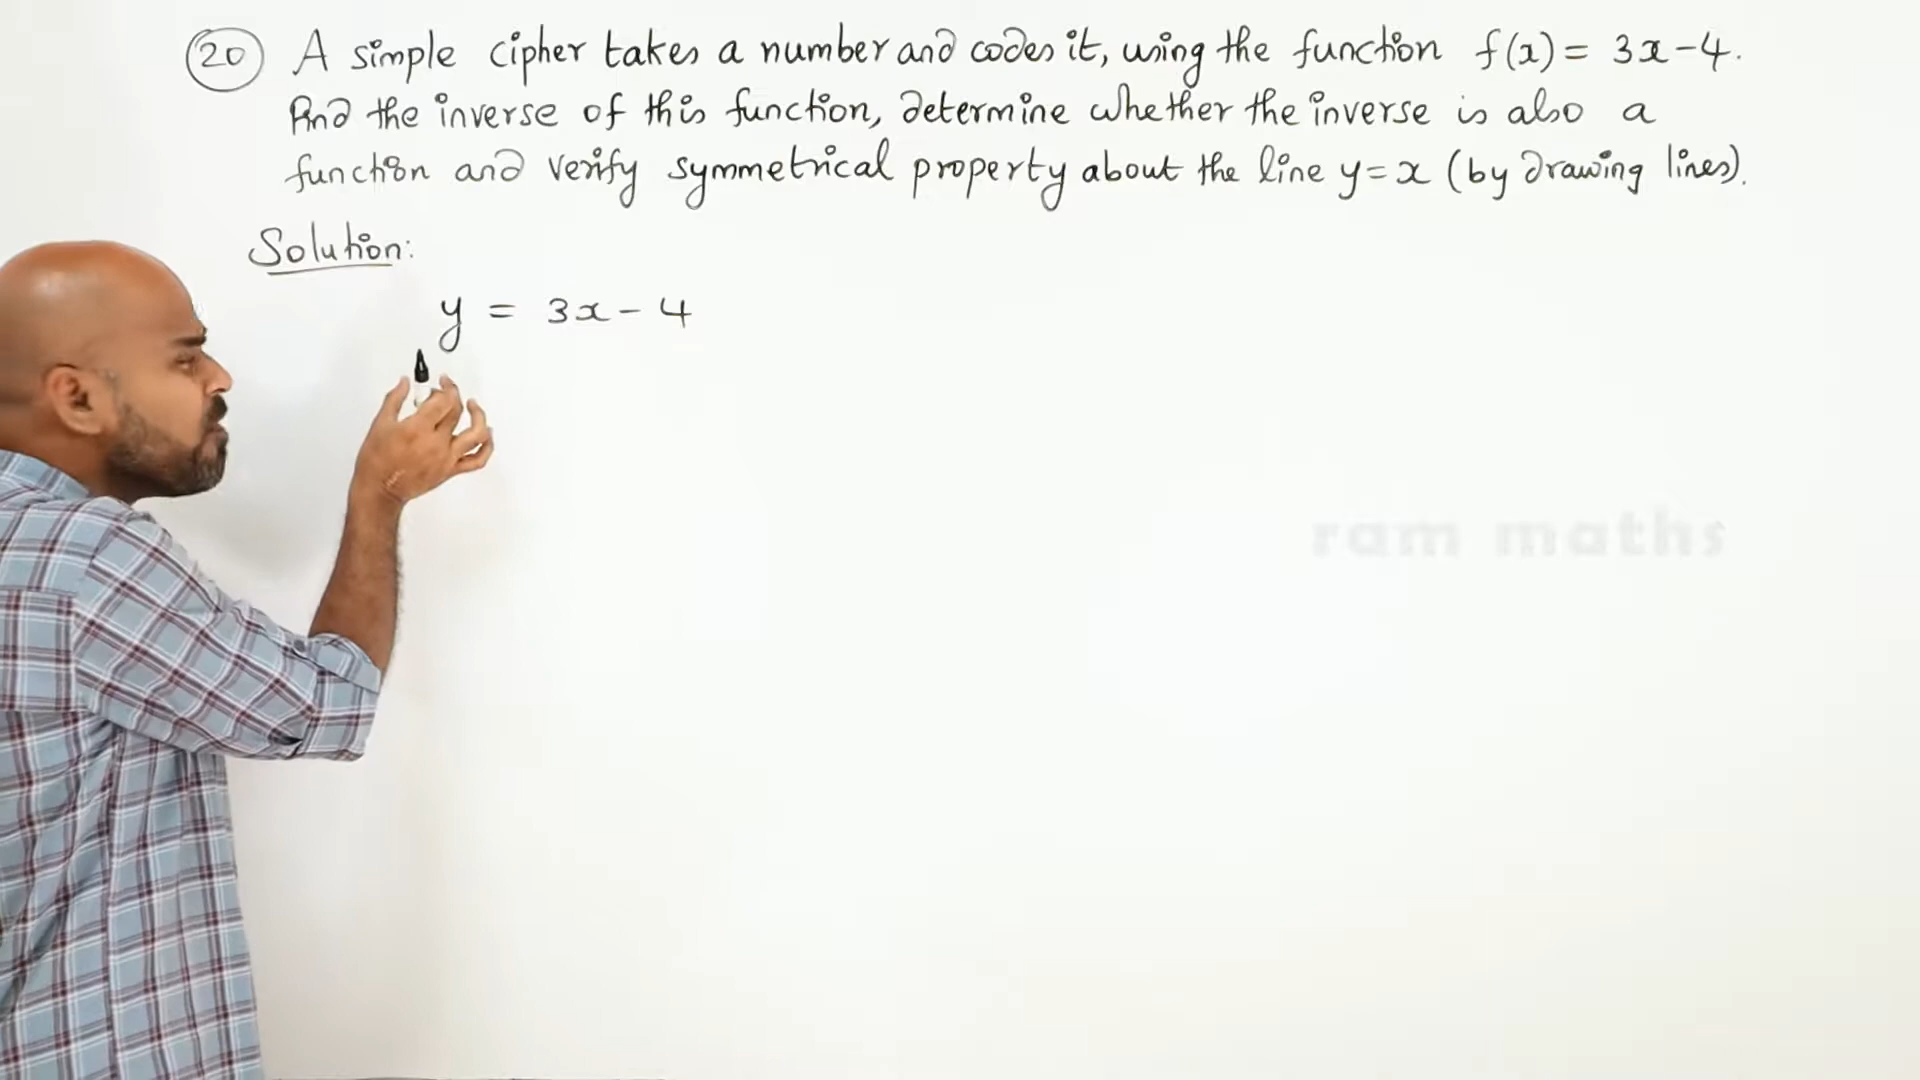 20 A simple cipher takes a number and codes it, using the function f(x) = 3x-4.
Find the inverse of this function, determine whether the inverse is also a
function and verify symmetrical property about the line y=x (by drawing lines).
Solution:
y = 3x - 4
ram maths